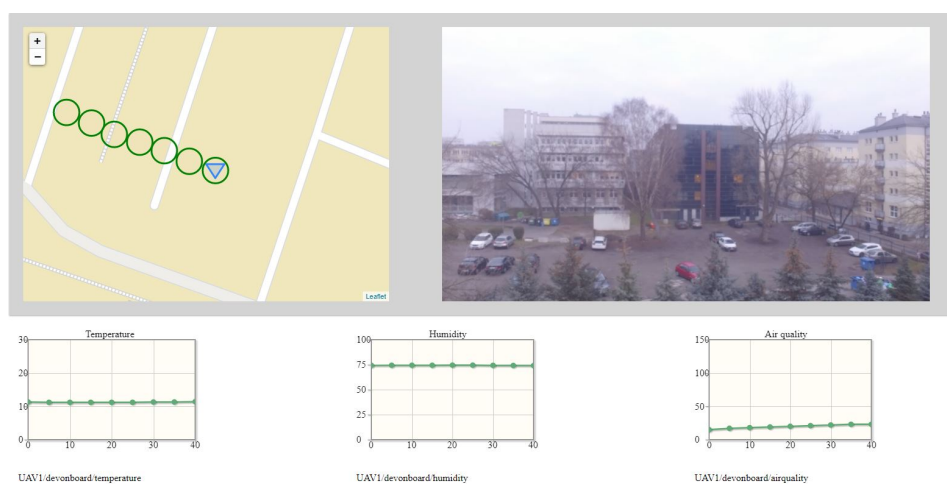 +
−
Leaflet
Temperature
30
20
10
0
0 10 20 30 40
UAV1/devonboard/temperature
Humidity
100
75
50
25
0
0 10 20 30 40
UAV1/devonboard/humidity
Air quality
150
100
50
0
0 10 20 30 40
UAV1/devonboard/airquality